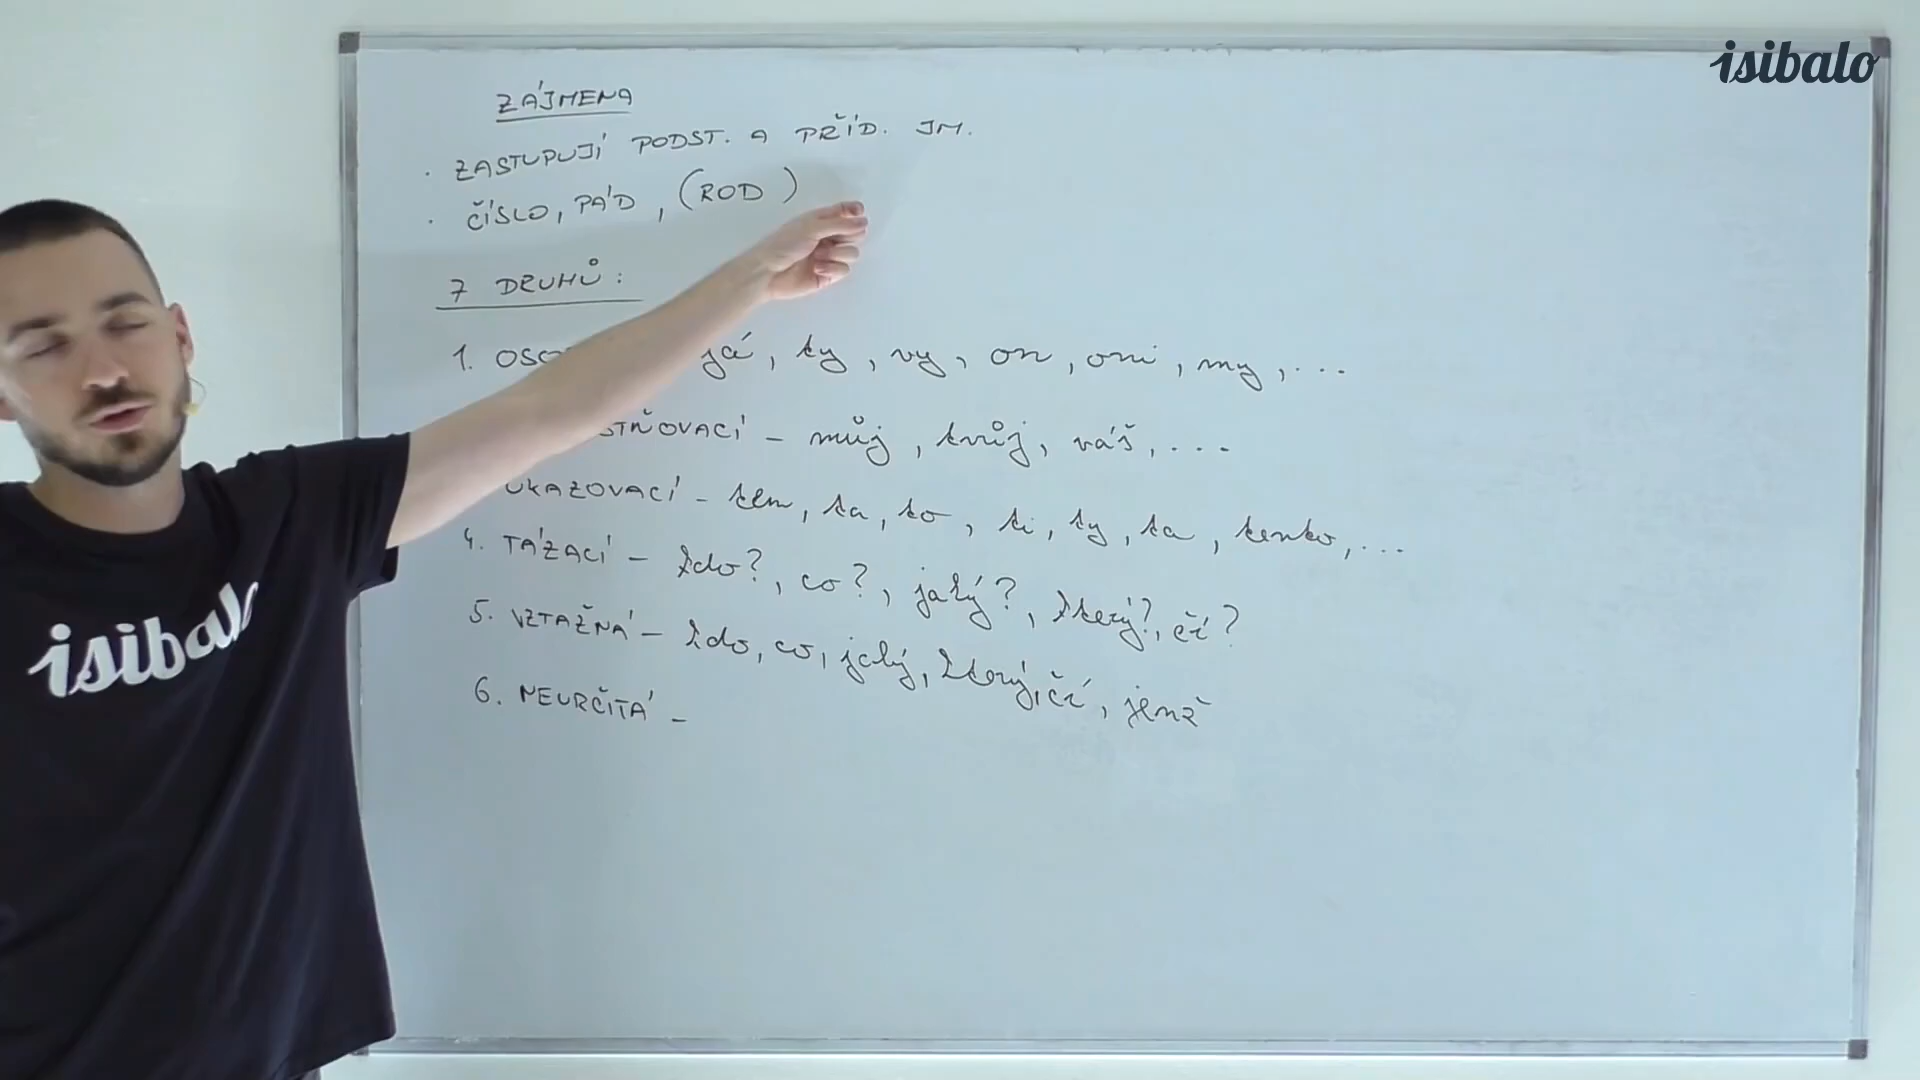 isibalo
ZÁJMENA
· ZASTUPUJÍ PODST. A PŘÍD. JM.
· ČÍSLO, PÁD, (ROD)
7 DRUHŮ:
1. já, ty, vy, on, oni, my, ...
– můj, tvůj, váš, ...
UKAZOVACÍ – ten, ta, to, ti, ty, ta, tento, ...
4. TÁZACÍ – kdo?, co?, jaký?, který?, čí?
5. VZTAŽNÁ – kdo, co, jaký, který, čí, jenž
6. NEURČITÁ –
isibalo